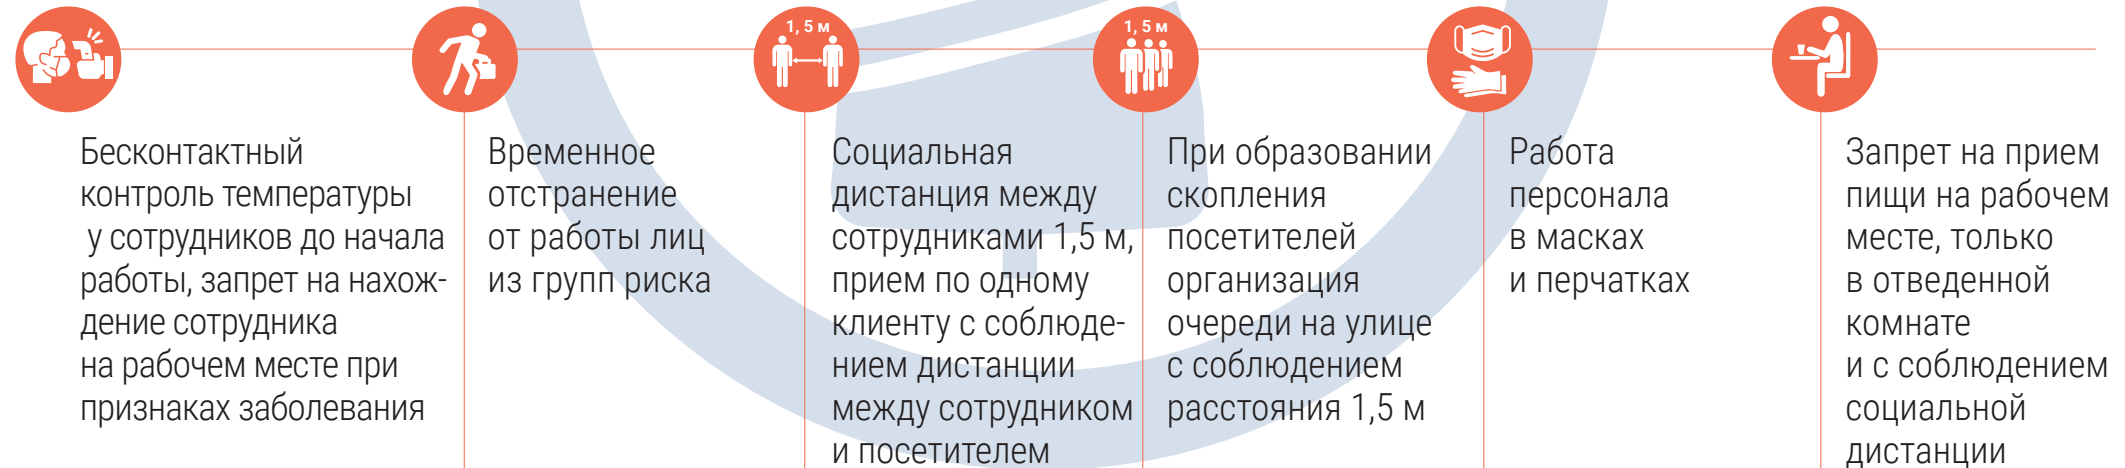 1, 5 м
1, 5 м
Бесконтактный
контроль температуры
у сотрудников до начала
работы, запрет на нахож-
дение сотрудника
на рабочем месте при
признаках заболевания
Временное
отстранение
от работы лиц
из групп риска
Социальная
дистанция между
сотрудниками 1,5 м,
прием по одному
клиенту с соблюде-
нием дистанции
между сотрудником
и посетителем
При образовании
скопления
посетителей
организация
очереди на улице
с соблюдением
расстояния 1,5 м
Работа
персонала
в масках
и перчатках
Запрет на прием
пищи на рабочем
месте, только
в отведенной
комнате
и с соблюдением
социальной
дистанции